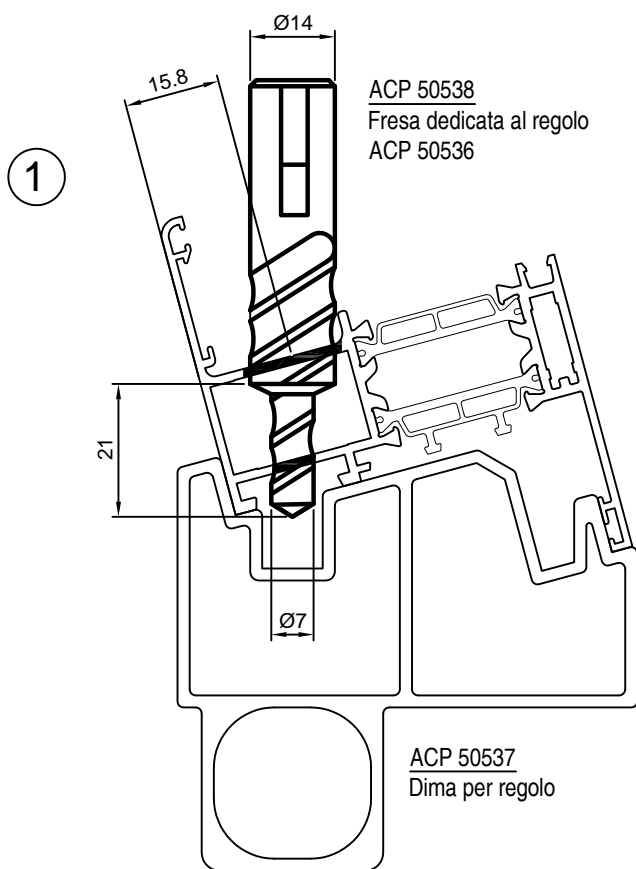 Ø14
15.8
ACP 50538
Fresa dedicata al regolo
ACP 50536
1
21
Ø7
ACP 50537
Dima per regolo